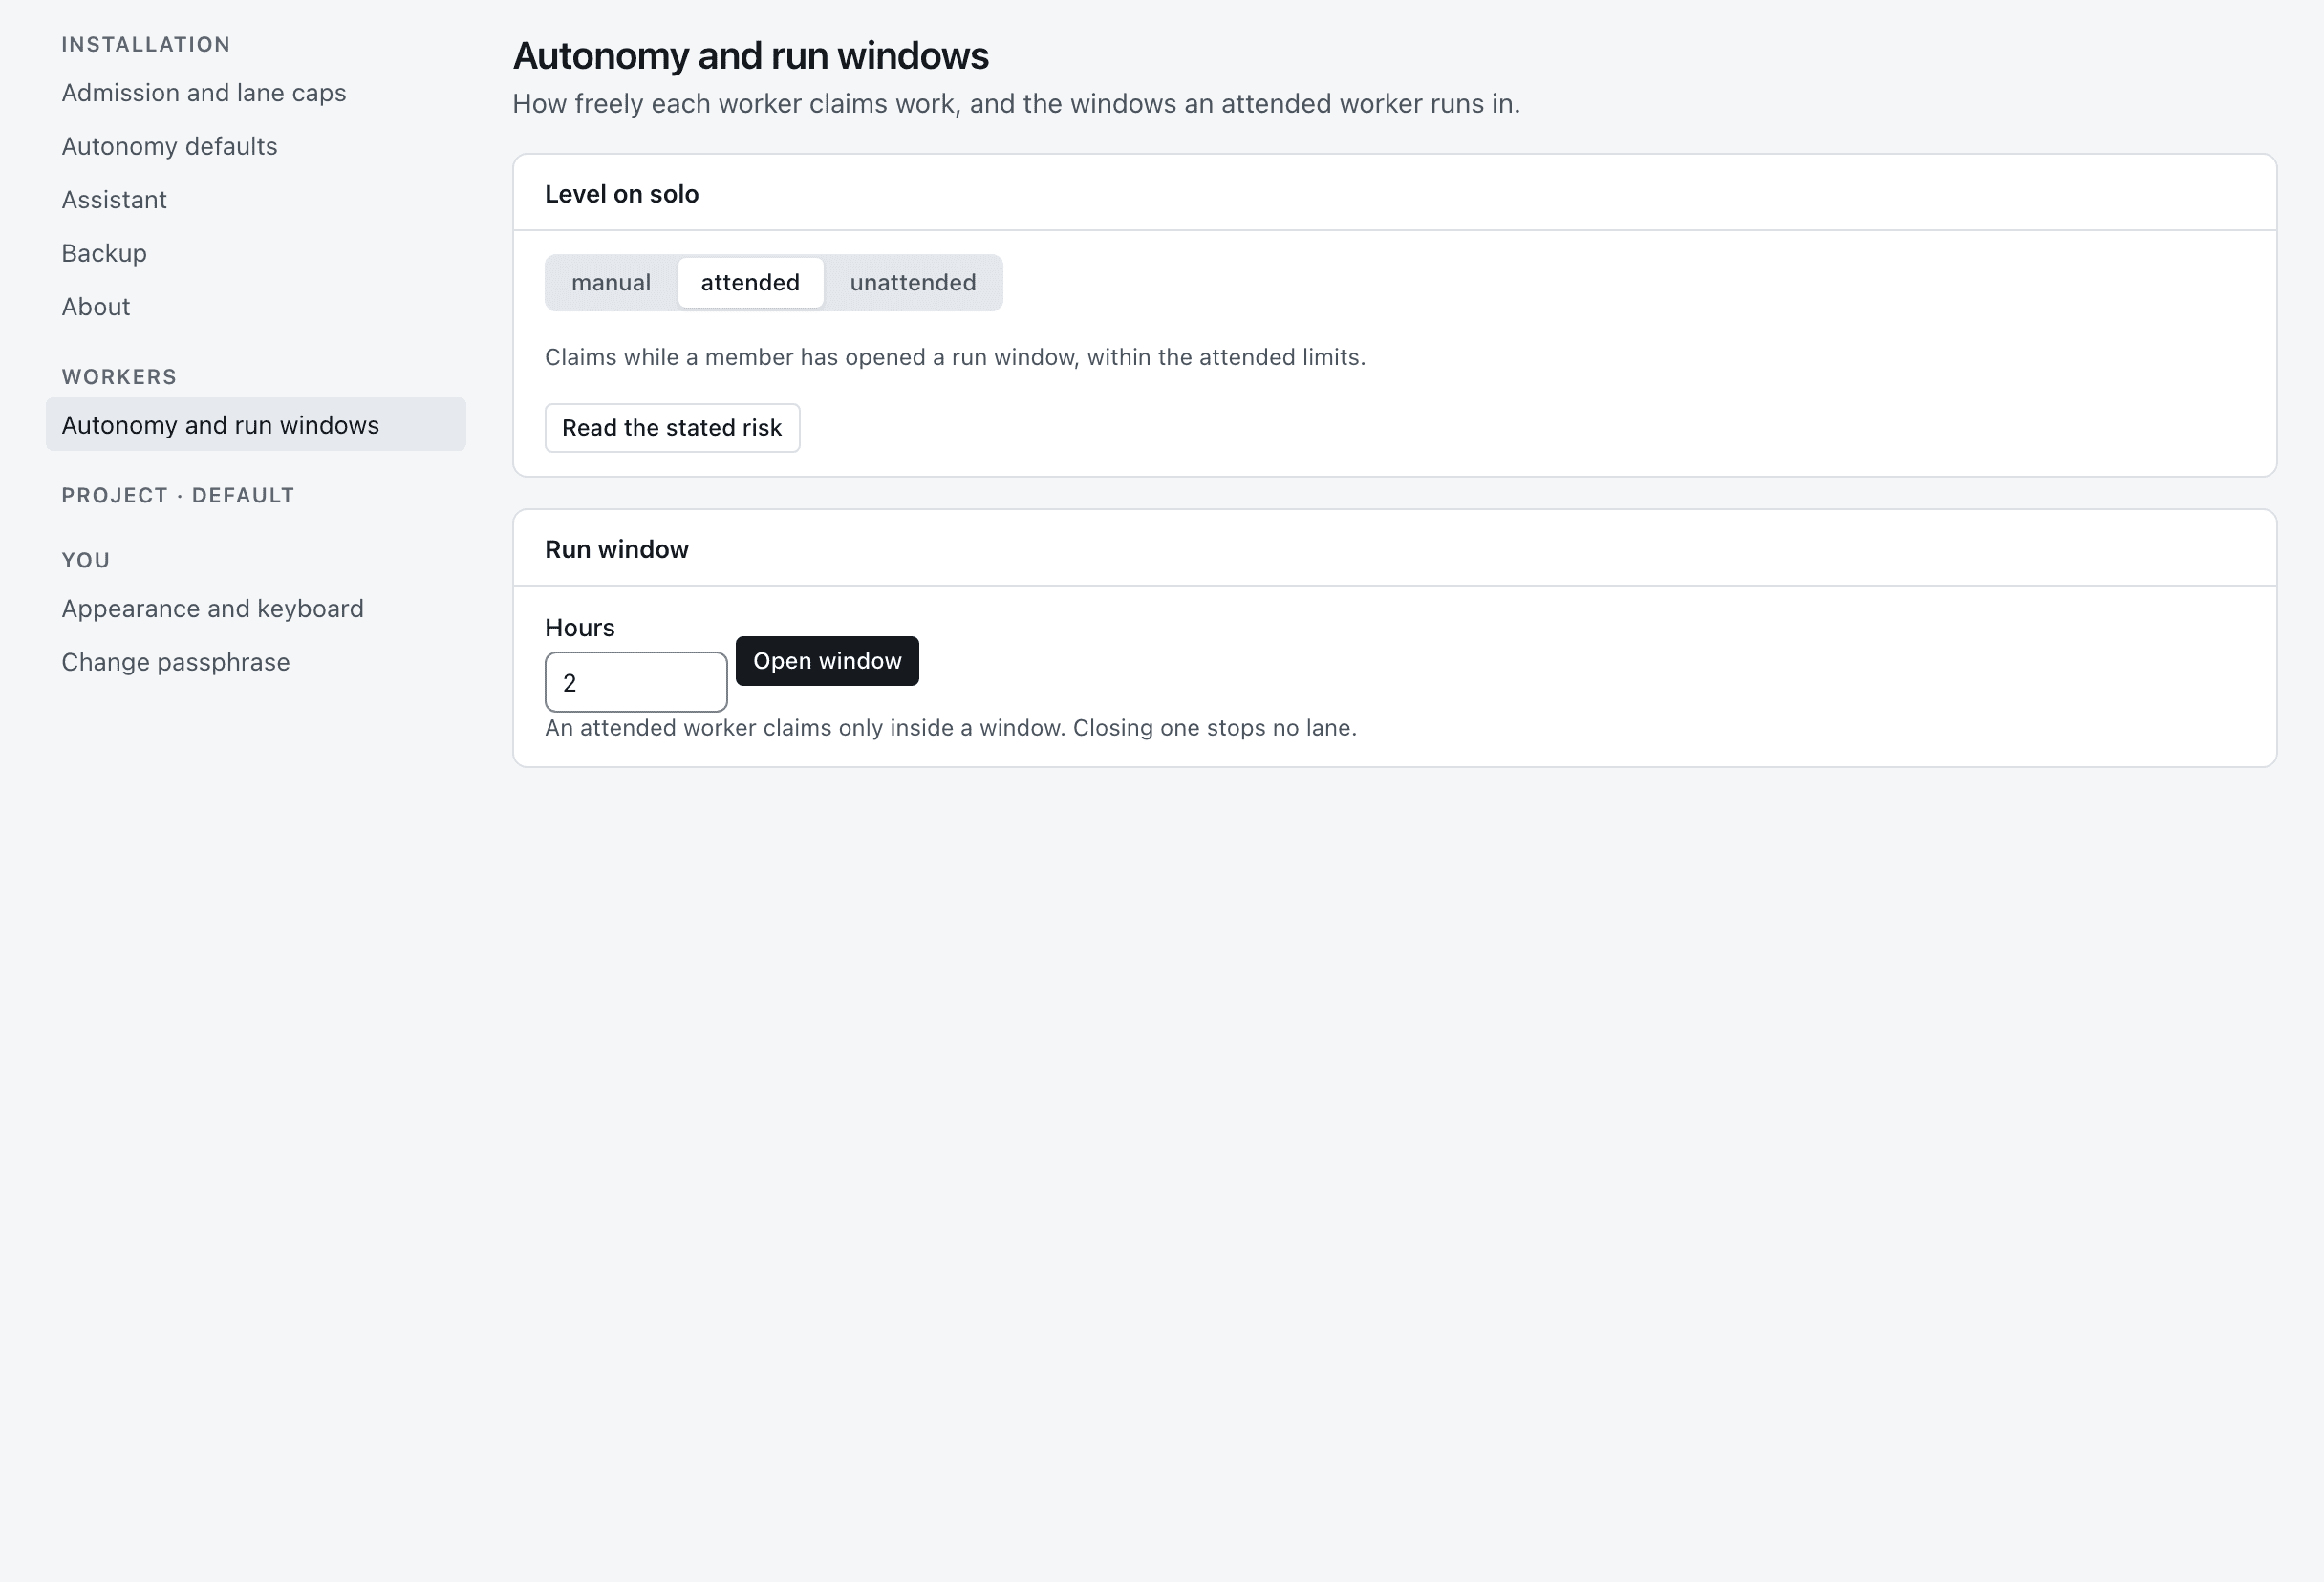 INSTALLATION
Admission and lane caps
Autonomy defaults
Assistant
Backup
About
WORKERS
Autonomy and run windows
PROJECT · DEFAULT
YOU
Appearance and keyboard
Change passphrase
Autonomy and run windows
How freely each worker claims work, and the windows an attended worker runs in.
Level on solo
manual attended unattended
Claims while a member has opened a run window, within the attended limits.
Read the stated risk
Run window
Hours
2 Open window
An attended worker claims only inside a window. Closing one stops no lane.